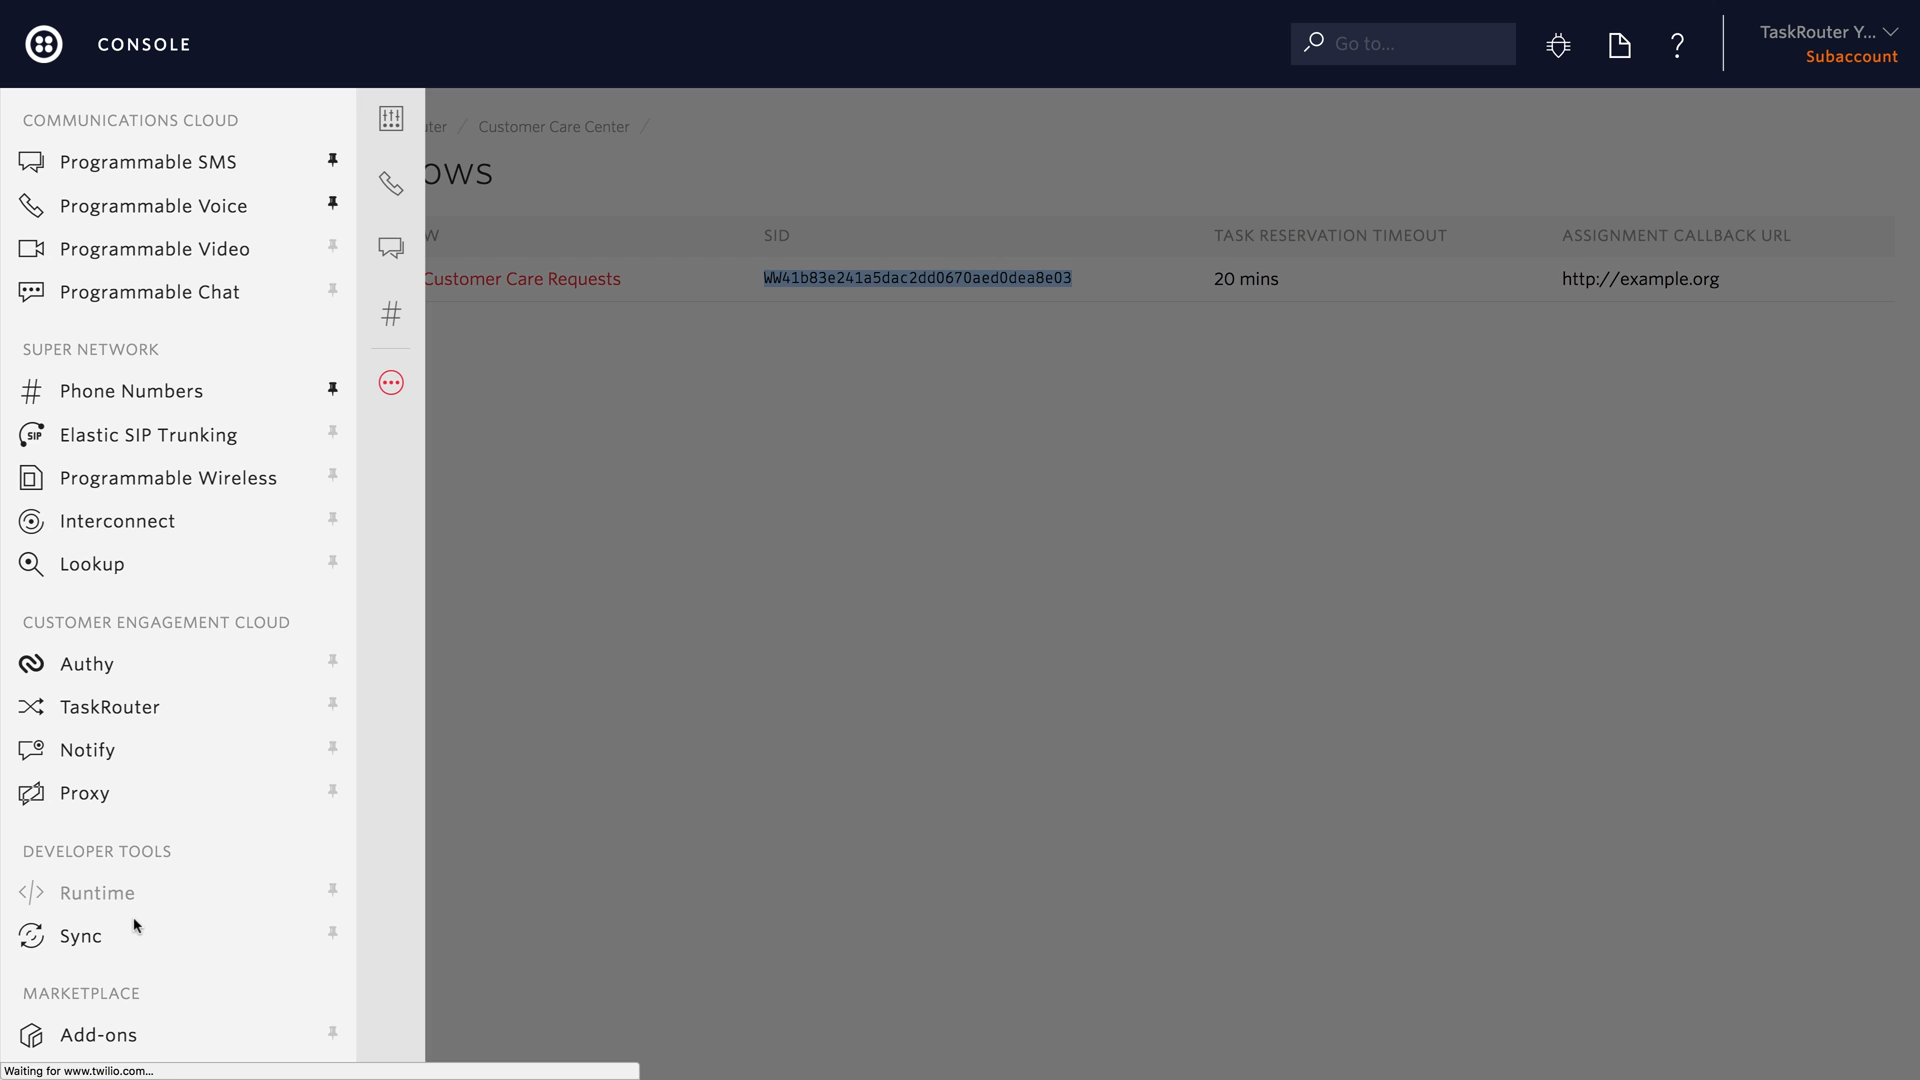 CONSOLE
Go to...
TaskRouter Y...
Subaccount
COMMUNICATIONS CLOUD
Programmable SMS
Programmable Voice
Programmable Video
Programmable Chat
SUPER NETWORK
Phone Numbers
Elastic SIP Trunking
Programmable Wireless
Interconnect
Lookup
CUSTOMER ENGAGEMENT CLOUD
Authy
TaskRouter
Notify
Proxy
DEVELOPER TOOLS
Runtime
Sync
MARKETPLACE
Add-ons
uter / Customer Care Center /
ows
W SID TASK RESERVATION TIMEOUT ASSIGNMENT CALLBACK URL
Customer Care Requests WW41b83e241a5dac2dd0670aed0dea8e03 20 mins http://example.org
Waiting for www.twilio.com...